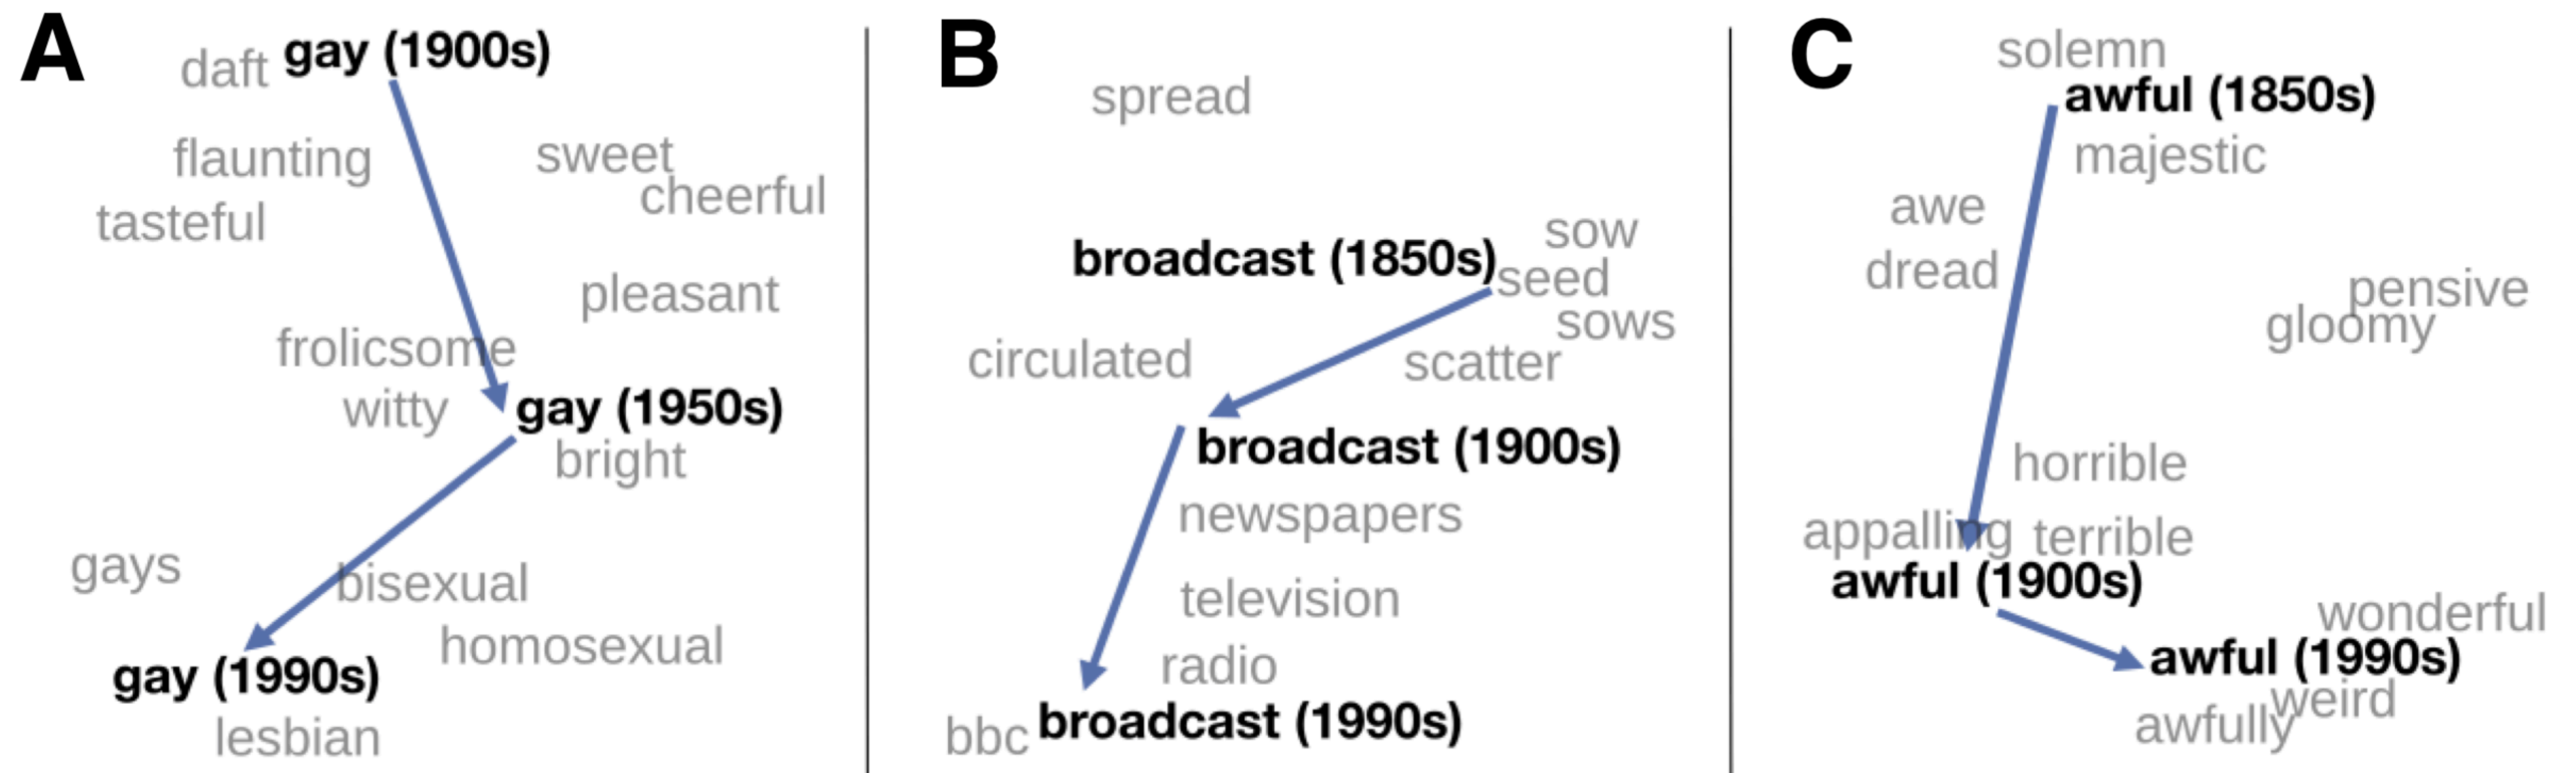 A
daft gay (1900s)
flaunting
sweet
cheerful
tasteful
pleasant
frolicsome
witty
gay (1950s)
bright
gays
bisexual
homosexual
gay (1990s)
lesbian
B
spread
sow
broadcast (1850s)
seed
sows
circulated
scatter
broadcast (1900s)
newspapers
television
radio
bbc broadcast (1990s)
C
solemn
awful (1850s)
majestic
awe
dread
pensive
gloomy
horrible
appalling terrible
awful (1900s)
wonderful
awful (1990s)
weird
awfully